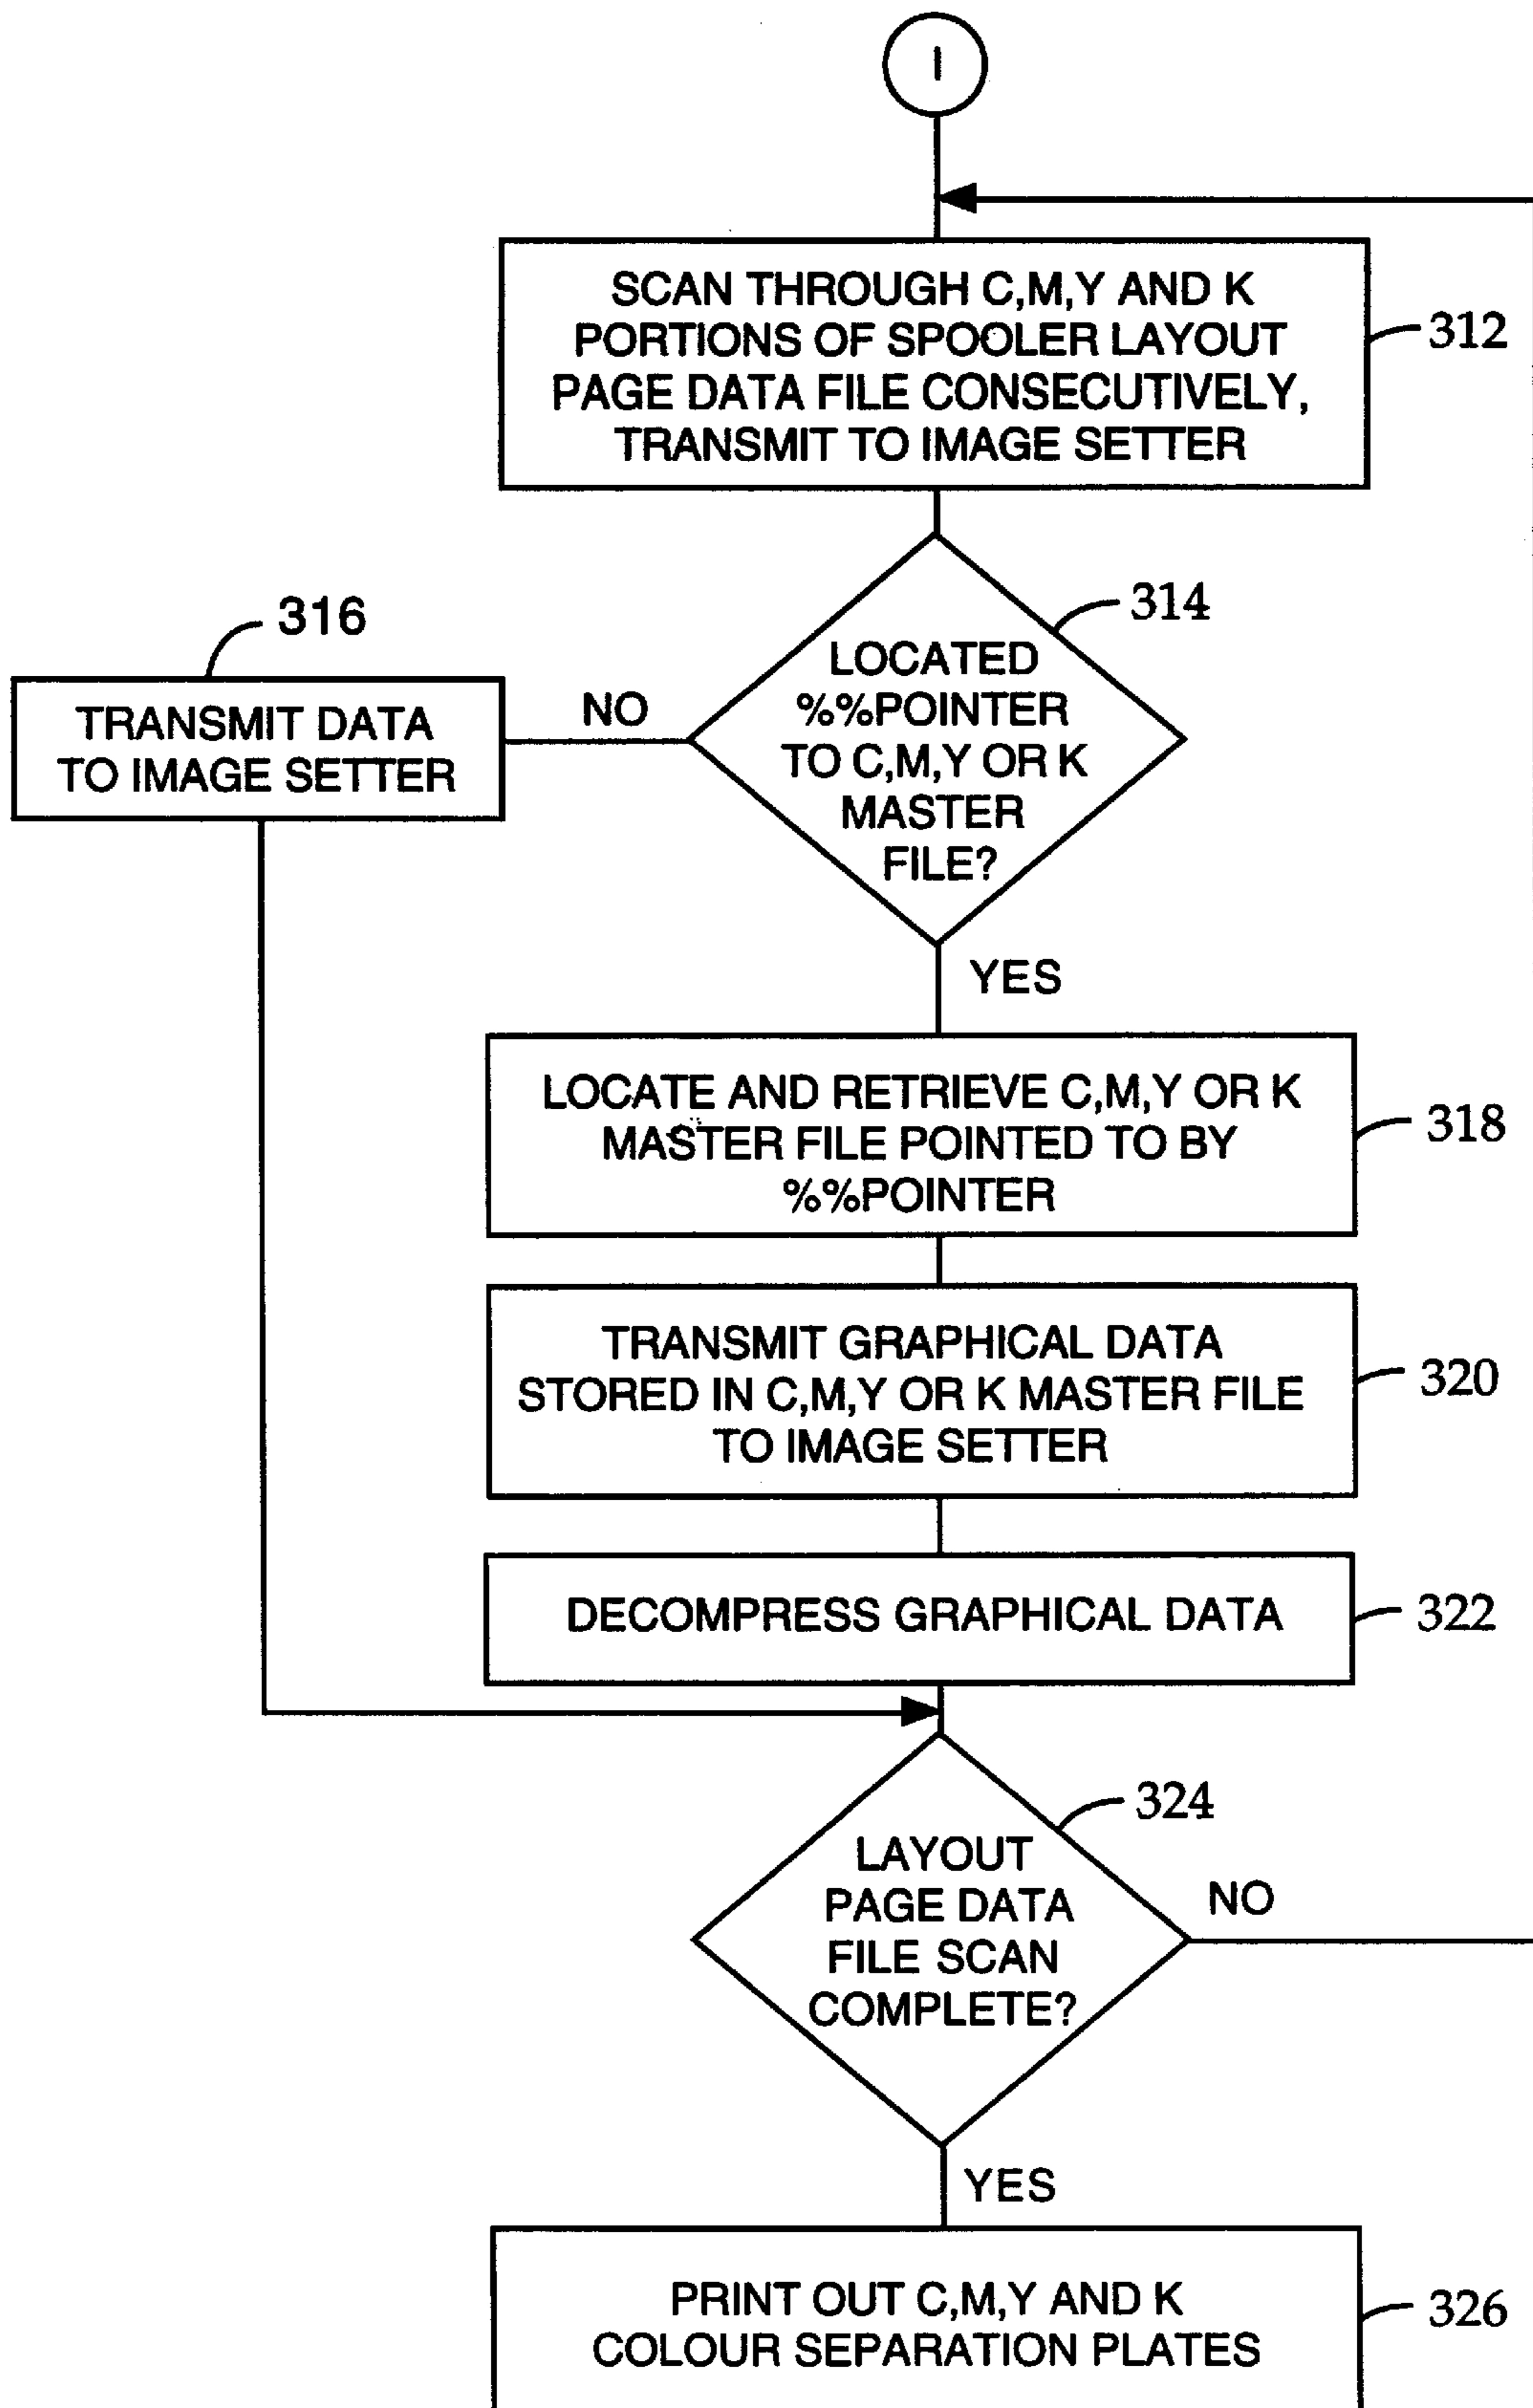 I
SCAN THROUGH C,M,Y AND K
PORTIONS OF SPOOLER LAYOUT
PAGE DATA FILE CONSECUTIVELY,
TRANSMIT TO IMAGE SETTER
312
314
LOCATED
%%POINTER
TO C,M,Y OR K
MASTER
FILE?
NO
316
TRANSMIT DATA
TO IMAGE SETTER
YES
LOCATE AND RETRIEVE C,M,Y OR K
MASTER FILE POINTED TO BY
%%POINTER
318
TRANSMIT GRAPHICAL DATA
STORED IN C,M,Y OR K MASTER FILE
TO IMAGE SETTER
320
DECOMPRESS GRAPHICAL DATA
322
324
LAYOUT
PAGE DATA
FILE SCAN
COMPLETE?
NO
YES
PRINT OUT C,M,Y AND K
COLOUR SEPARATION PLATES
326